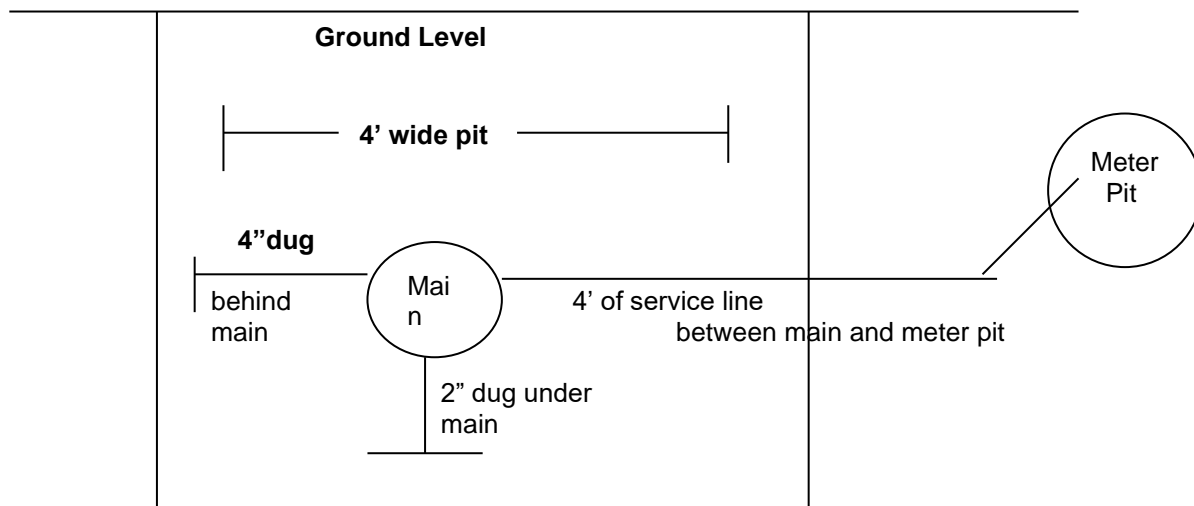 Ground Level
4’ wide pit
Meter
Pit
4”dug
behind
main
Mai
n
4’ of service line
between main and meter pit
2” dug under
main